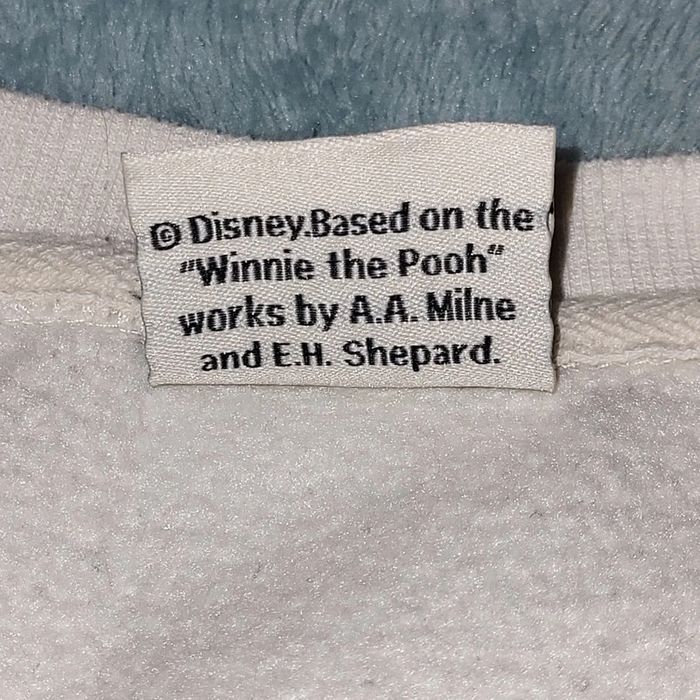 © Disney.Based on the
"Winnie the Pooh"
works by A.A. Milne
and E.H. Shepard.